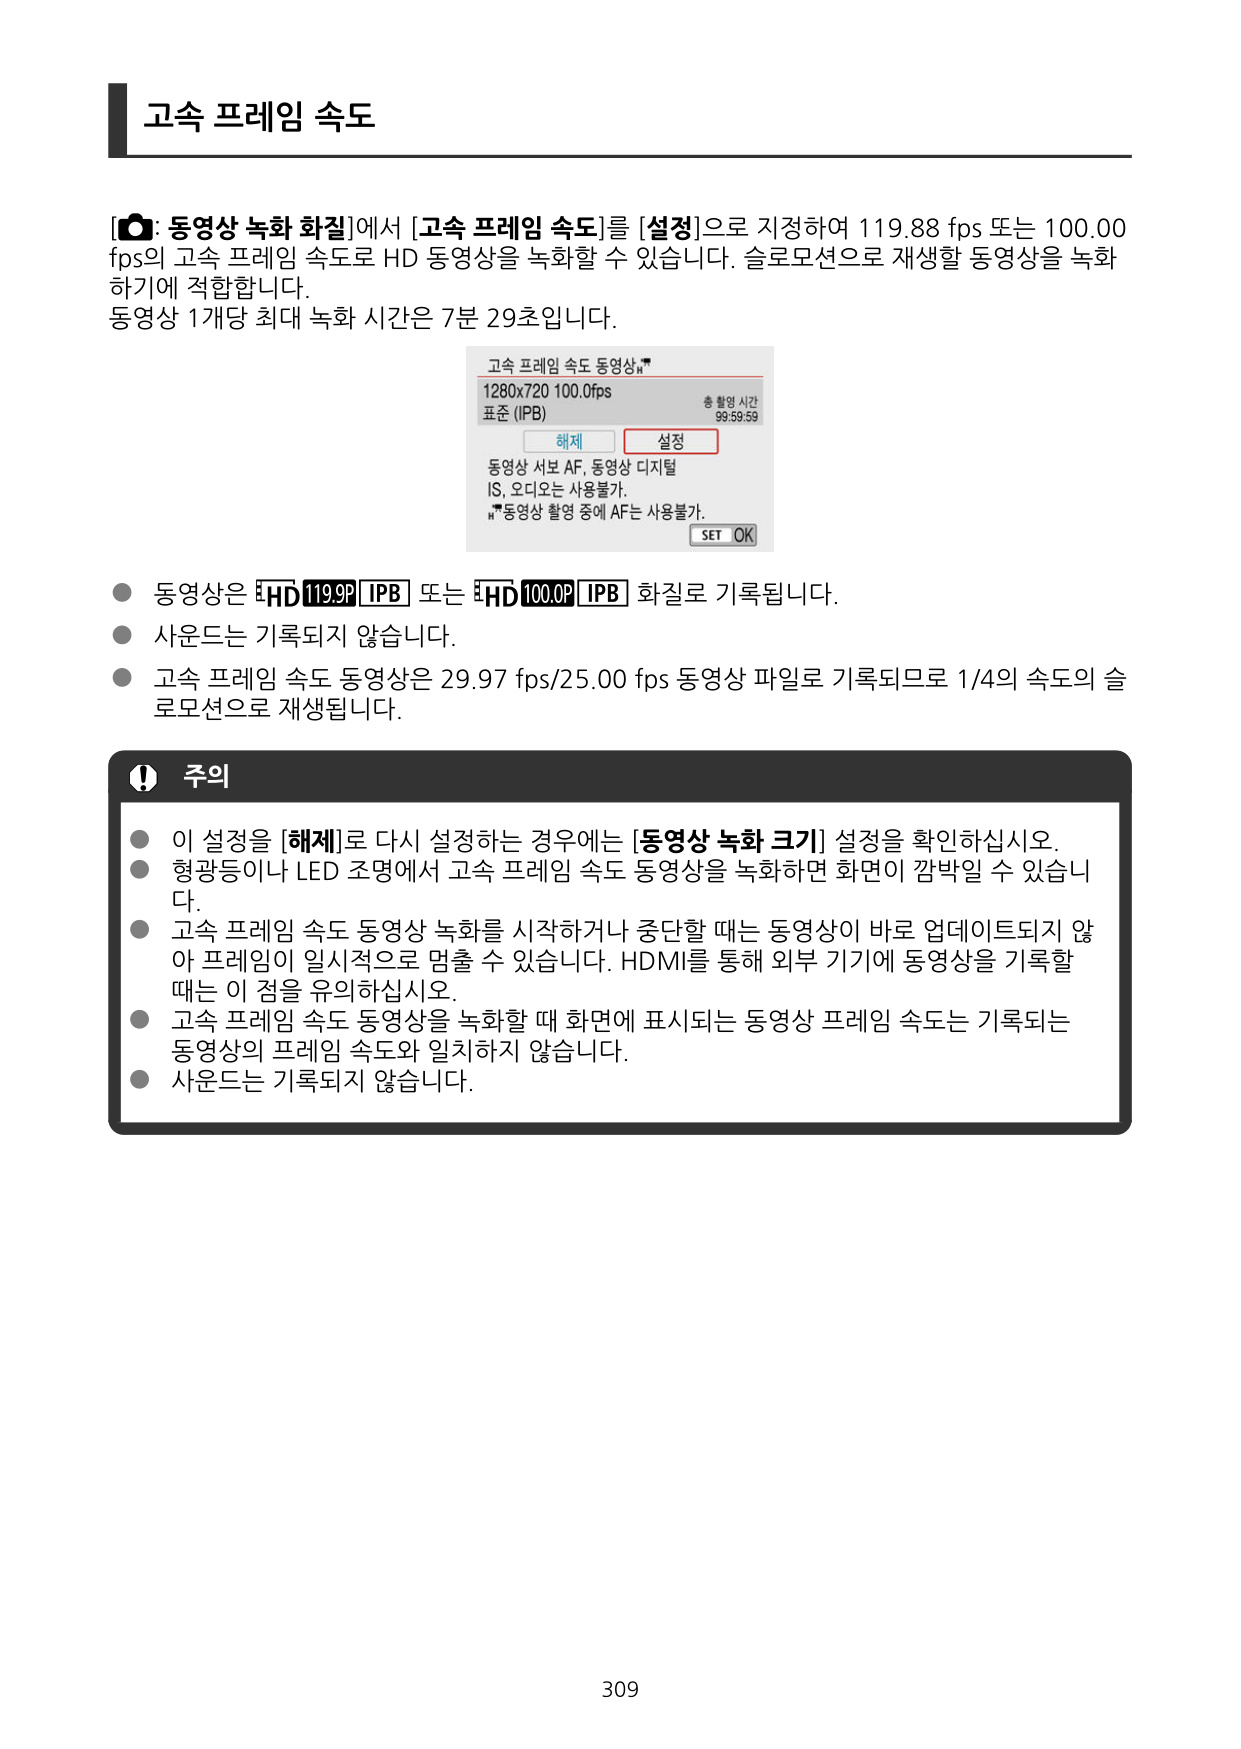 고속 프레임 속도
[: 동영상 녹화 화질]에서 [고속 프레임 속도]를 [설정]으로 지정하여 119.88 fps 또는 100.00
fps의 고속 프레임 속도로 HD 동영상을 녹화할 수 있습니다. 슬로모션으로 재생할 동영상을 녹화
하기에 적합합니다.
동영상 1개당 최대 녹화 시간은 7분 29초입니다.
고속 프레임 속도 동영상H
1280x720 100.0fps
표준 (IPB)
총 촬영 시간
99:59:59
해제 설정
동영상 서보 AF, 동영상 디지털
IS, 오디오는 사용불가.
H동영상 촬영 중에 AF는 사용불가.
SET OK
● 동영상은 HD 119.9P IPB 또는 HD 100.0P IPB 화질로 기록됩니다.
● 사운드는 기록되지 않습니다.
● 고속 프레임 속도 동영상은 29.97 fps/25.00 fps 동영상 파일로 기록되므로 1/4의 속도의 슬
로모션으로 재생됩니다.
주의
● 이 설정을 [해제]로 다시 설정하는 경우에는 [동영상 녹화 크기] 설정을 확인하십시오.
● 형광등이나 LED 조명에서 고속 프레임 속도 동영상을 녹화하면 화면이 깜박일 수 있습니
다.
● 고속 프레임 속도 동영상 녹화를 시작하거나 중단할 때는 동영상이 바로 업데이트되지 않
아 프레임이 일시적으로 멈출 수 있습니다. HDMI를 통해 외부 기기에 동영상을 기록할
때는 이 점을 유의하십시오.
● 고속 프레임 속도 동영상을 녹화할 때 화면에 표시되는 동영상 프레임 속도는 기록되는
동영상의 프레임 속도와 일치하지 않습니다.
● 사운드는 기록되지 않습니다.
309